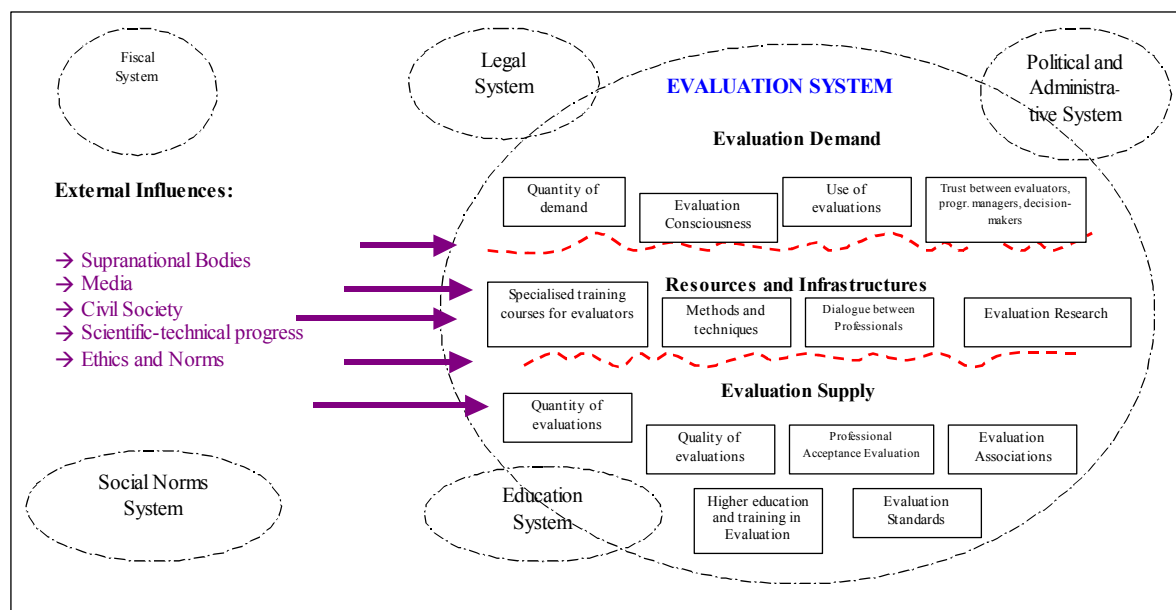 Fiscal
System
Legal
System
Political and
Administra-
tive System
EVALUATION SYSTEM
Evaluation Demand
External Influences:
Quantity of
demand
Evaluation
Consciousness
Use of
evaluations
Trust between evaluators,
progr. managers, decision-
makers
→ Supranational Bodies
→ Media
→ Civil Society
→ Scientific-technical progress
→ Ethics and Norms
Resources and Infrastructures
Specialised training
courses for evaluators
Methods and
techniques
Dialogue between
Professionals
Evaluation Research
Evaluation Supply
Quantity of
evaluations
Quality of
evaluations
Professional
Acceptance Evaluation
Evaluation
Associations
Social Norms
System
Education
System
Higher education
and training in
Evaluation
Evaluation
Standards